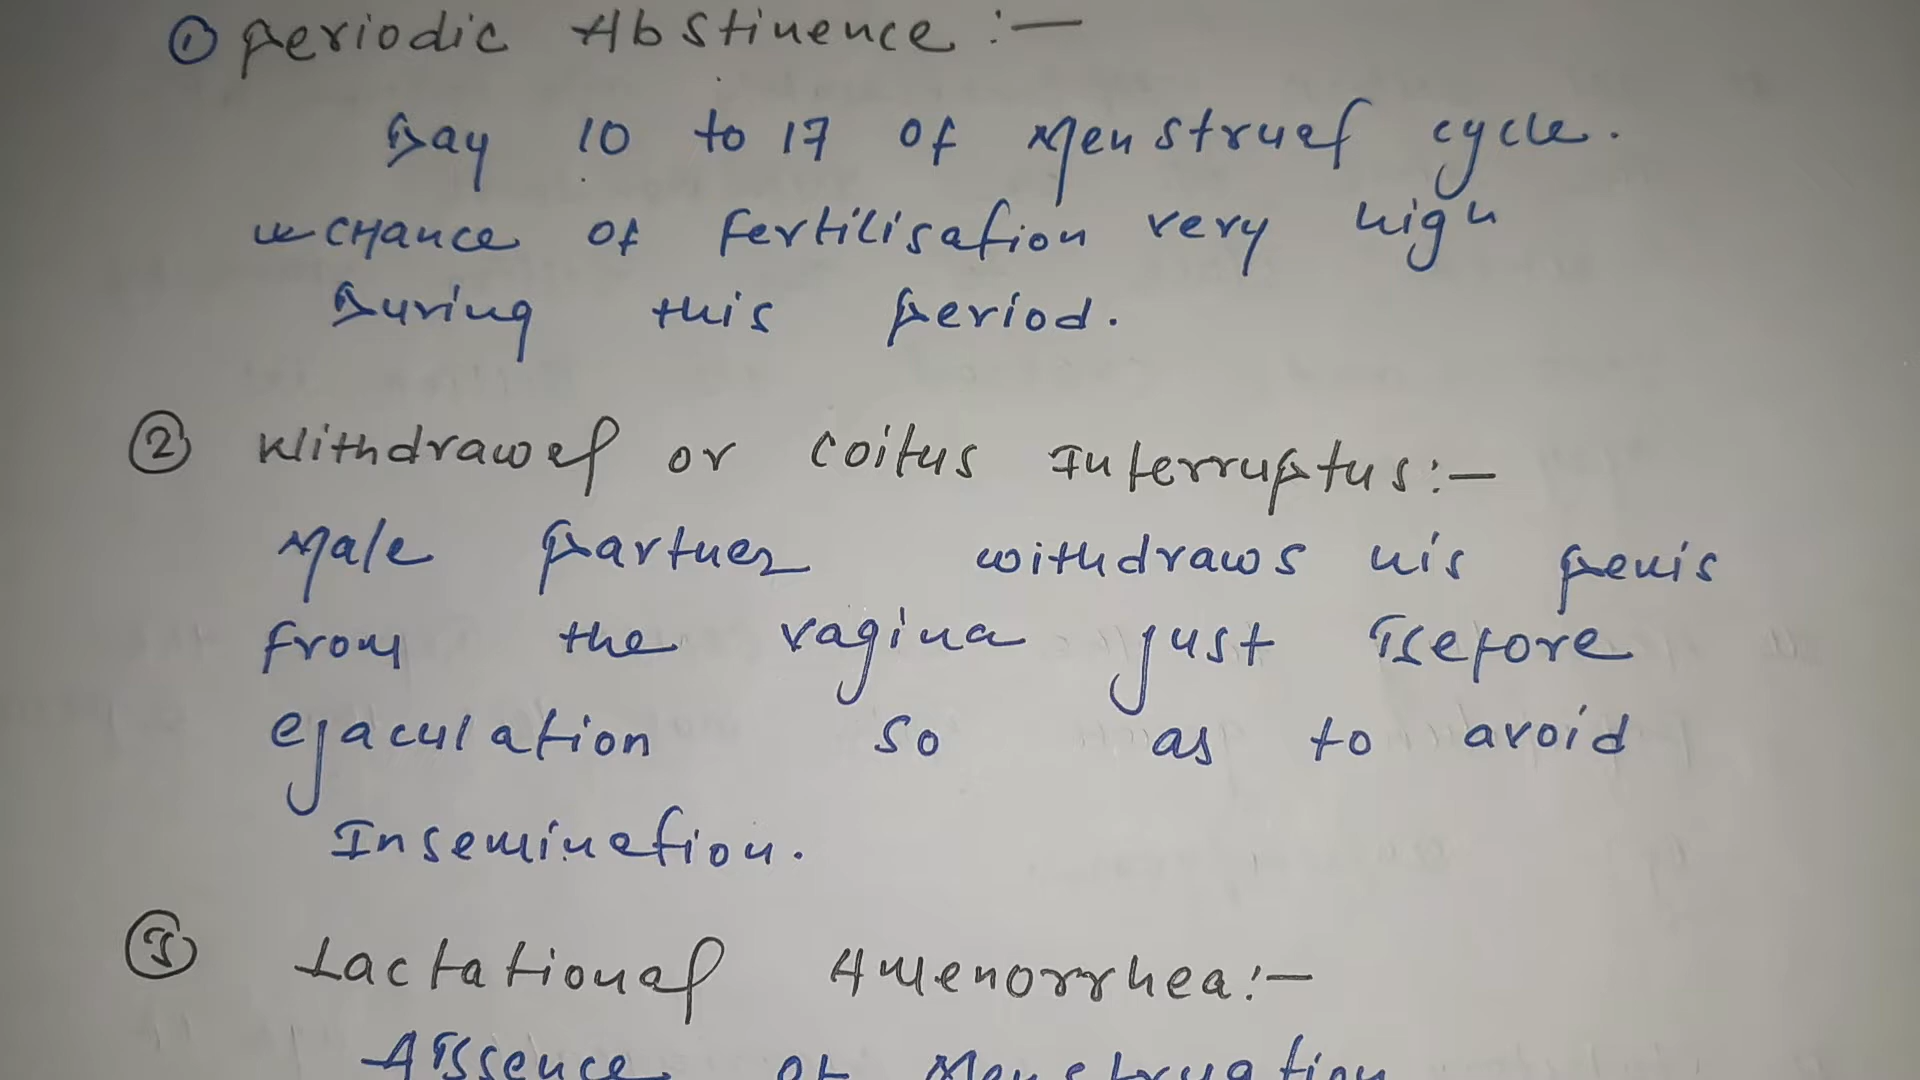 ① Periodic Abstinence :-
Day 10 to 17 of Menstrual cycle.
CHance of fertilisation very high
During this period.
② Withdrawal or coitus Interruptus:-
Male partner withdraws his penis
from the vagina just Before
ejaculation so as to avoid
Insemination.
③ Lactational Amenorrhea:-
ABsence of Menstruation